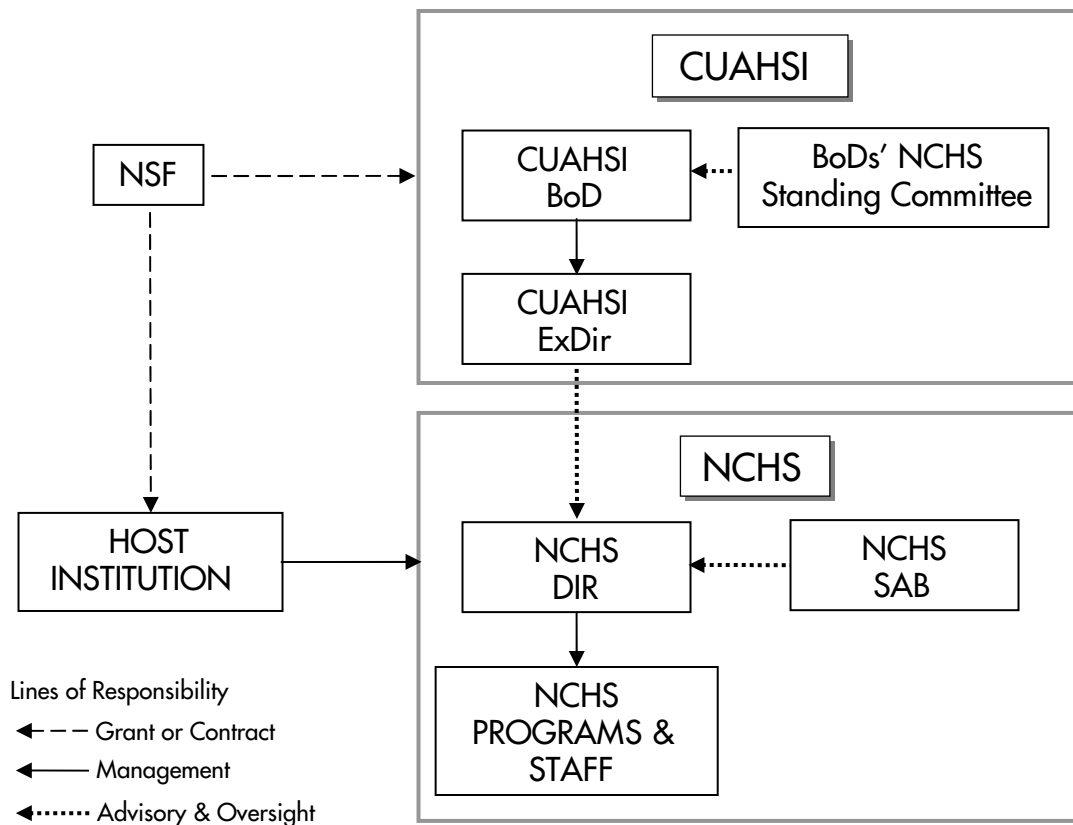 CUAHSI
NSF
CUAHSI
BoD
BoDs’ NCHS
Standing Committee
CUAHSI
ExDir
NCHS
HOST
INSTITUTION
NCHS
DIR
NCHS
SAB
NCHS
PROGRAMS &
STAFF
Lines of Responsibility
Grant or Contract
Management
Advisory & Oversight